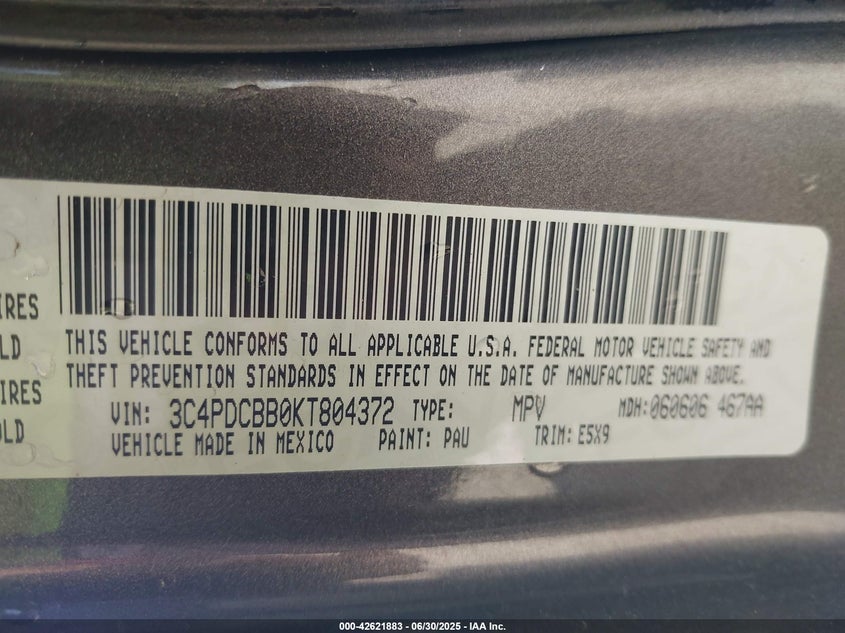 THIS VEHICLE CONFORMS TO ALL APPLICABLE U.S.A. FEDERAL MOTOR VEHICLE SAFETY AND
IRES
THEFT PREVENTION STANDARDS IN EFFECT ON THE DATE OF MANUFACTURE SHOWN ABOVE.
LD
VIN: 3C4PDCBB0KT804372 TYPE: MPV MDH:060606 467AA
IRES
VEHICLE MADE IN MEXICO PAINT: PAU TRIM: E5X9
OLD
000-42621883 - 06/30/2025 - IAA Inc.